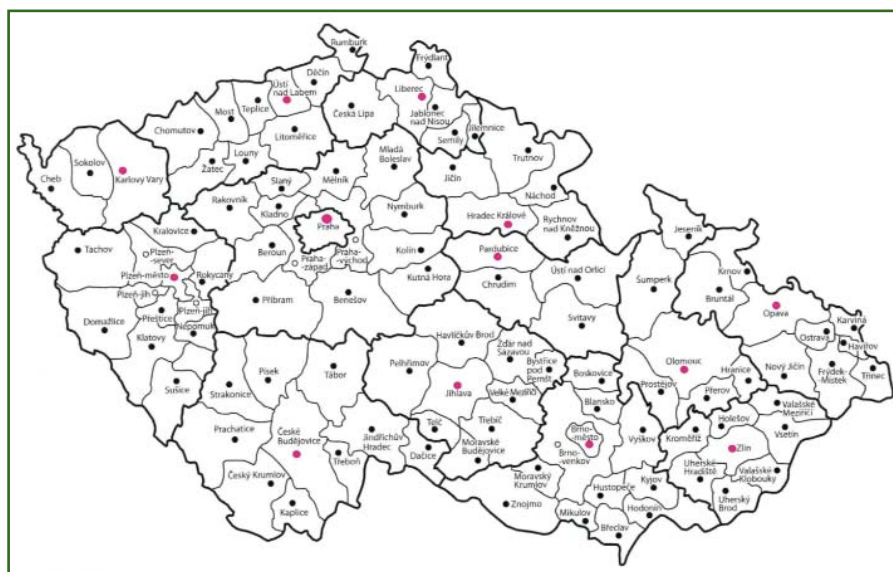 Rumburk
Frýdlant
Děčín
Ústí
nad Labem
Liberec
Teplice
Česká Lípa
Jablonec
nad Nisou
Most
Chomutov
Litoměřice
Semily
Jilemnice
Trutnov
Sokolov
Cheb
Karlovy Vary
Žatec
Louny
Mladá
Boleslav
Mělník
Jičín
Slaný
Rakovník
Kladno
Nymburk
Náchod
Hradec Králové
Rychnov
nad Kněžnou
Jeseník
Praha
Kralovice
Tachov
Plzeň-
sever
Beroun
Praha-
západ
Praha-
východ
Kolín
Pardubice
Plzeň-město
Rokycany
Kutná Hora
Chrudim
Ústí nad Orlicí
Šumperk
Krnov
Bruntál
Opava
Plzeň-jih
Plzeň-jih
Příbram
Benešov
Svitavy
Karviná
Ostrava
Havířov
Domažlice
Přeštice
Nepomuk
Klatovy
Havlíčkův Brod
Žďár nad
Sázavou
Bystřice
pod
Pernšt
Olomouc
Hranice
Nový Jičín
Frýdek-
Místek
Třinec
Pelhřimov
Tábor
Písek
Sušice
Strakonice
Jihlava
Velké Meziříčí
Boskovice
Prostějov
Přerov
Blansko
Valašské
Meziříčí
Holešov
Kroměříž
Vsetín
Prachatice
České
Budějovice
Jindřichův
Hradec
Telč
Třebíč
Brno-
město
Vyškov
Zlín
Třeboň
Dačice
Moravské
Budějovice
Brno-
venkov
Uherské
Hradiště
Valašské
Klobouky
Český Krumlov
Moravský
Krumlov
Hustopeče
Kyjov
Uherský
Brod
Kaplice
Znojmo
Mikulov
Hodonín
Břeclav